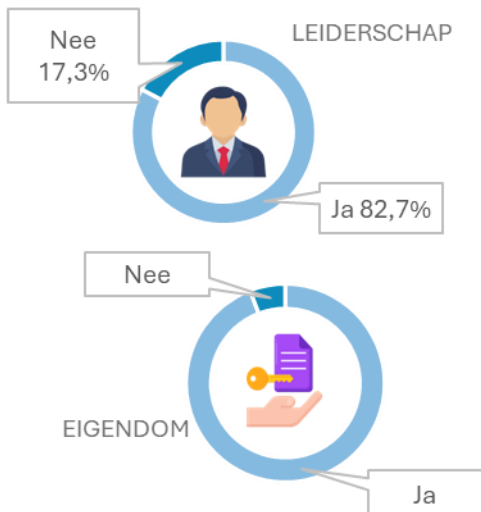 LEIDERSCHAP
Nee
17,3%
Ja 82,7%
Nee
EIGENDOM
Ja